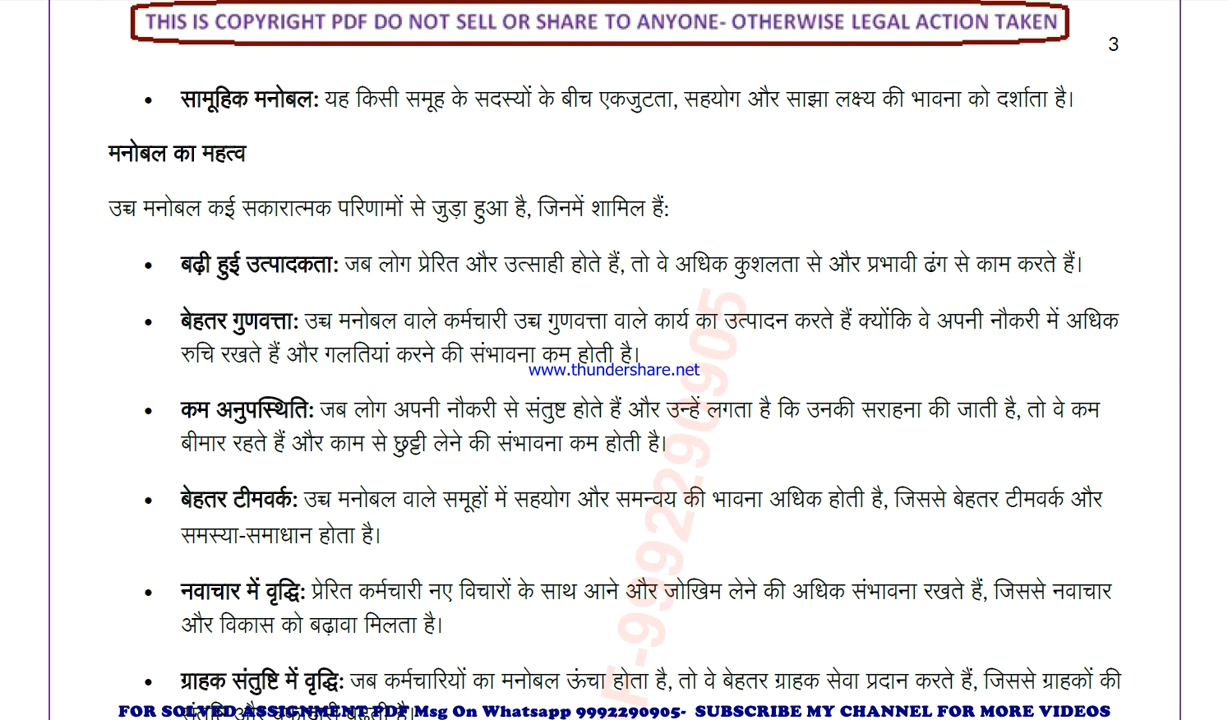 THIS IS COPYRIGHT PDF DO NOT SELL OR SHARE TO ANYONE- OTHERWISE LEGAL ACTION TAKEN
3
• सामूहिक मनोबल: यह किसी समूह के सदस्यों के बीच एकजुटता, सहयोग और साझा लक्ष्य की भावना को दर्शाता है।
मनोबल का महत्व
उच्च मनोबल कई सकारात्मक परिणामों से जुड़ा हुआ है, जिनमें शामिल हैं:
• बढ़ी हुई उत्पादकता: जब लोग प्रेरित और उत्साही होते हैं, तो वे अधिक कुशलता से और प्रभावी ढंग से काम करते हैं।
• बेहतर गुणवत्ता: उच्च मनोबल वाले कर्मचारी उच्च गुणवत्ता वाले कार्य का उत्पादन करते हैं क्योंकि वे अपनी नौकरी में अधिक
रुचि रखते हैं और गलतियां करने की संभावना कम होती है।
www.thundershare.net
• कम अनुपस्थिति: जब लोग अपनी नौकरी से संतुष्ट होते हैं और उन्हें लगता है कि उनकी सराहना की जाती है, तो वे कम
बीमार रहते हैं और काम से छुट्टी लेने की संभावना कम होती है।
• बेहतर टीमवर्क: उच्च मनोबल वाले समूहों में सहयोग और समन्वय की भावना अधिक होती है, जिससे बेहतर टीमवर्क और
समस्या-समाधान होता है।
• नवाचार में वृद्धि: प्रेरित कर्मचारी नए विचारों के साथ आने और जोखिम लेने की अधिक संभावना रखते हैं, जिससे नवाचार
और विकास को बढ़ावा मिलता है।
• ग्राहक संतुष्टि में वृद्धि: जब कर्मचारियों का मनोबल ऊंचा होता है, तो वे बेहतर ग्राहक सेवा प्रदान करते हैं, जिससे ग्राहकों की
FOR SOLVED ASSIGNMENT PDF Msg On Whatsapp 9992290905- SUBSCRIBE MY CHANNEL FOR MORE VIDEOS
F-9992290905